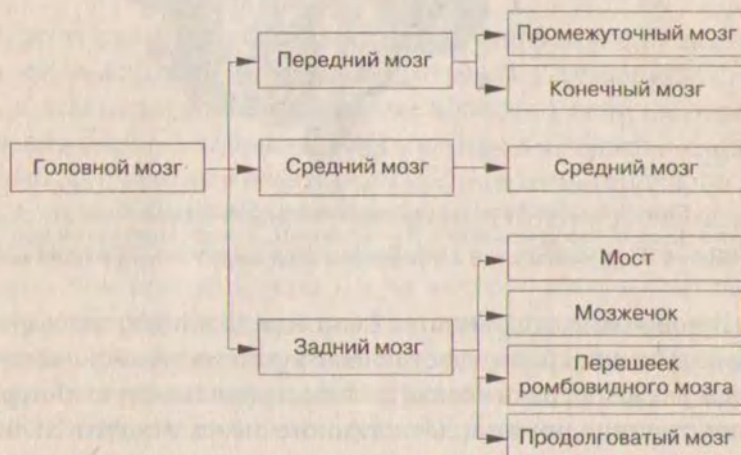 Промежуточный мозг
Передний мозг
Конечный мозг
Головной мозг
Средний мозг
Средний мозг
Мост
Мозжечок
Задний мозг
Перешеек
ромбовидного мозга
Продолговатый мозг